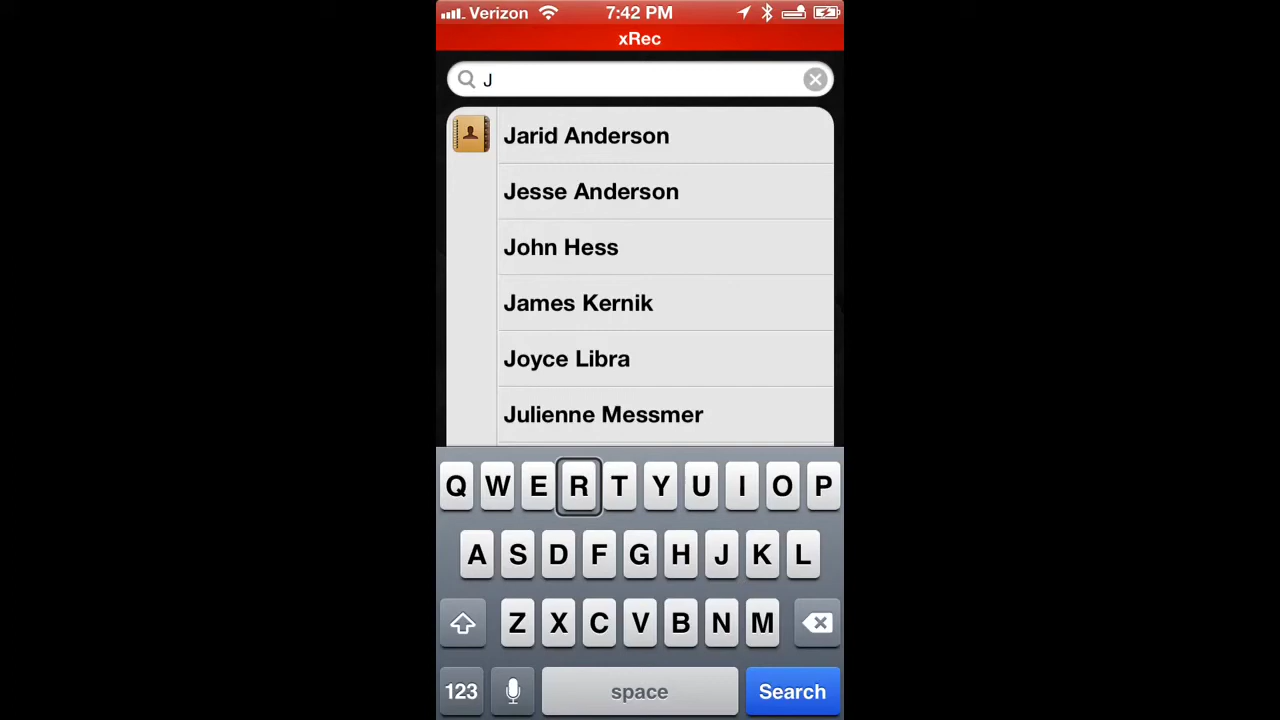 Verizon 7:42 PM
xRec
J
Jarid Anderson
Jesse Anderson
John Hess
James Kernik
Joyce Libra
Julienne Messmer
Q W E R T Y U I O P
A S D F G H J K L
Z X C V B N M
123 space Search